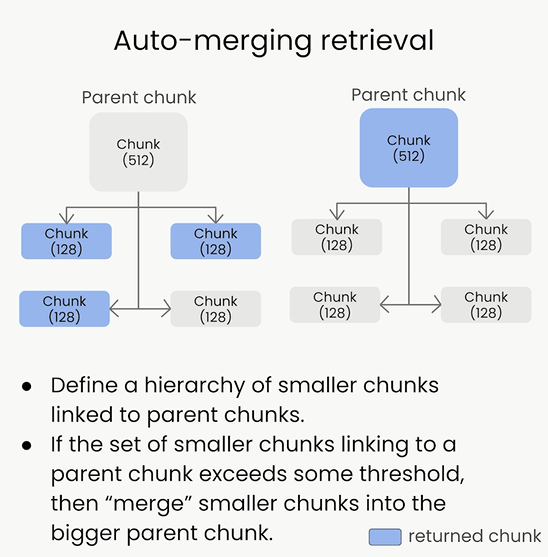 Auto-merging retrieval
Parent chunk
Chunk
(512)
Chunk
(128)
Chunk
(128)
Chunk
(128)
Chunk
(128)
Parent chunk
Chunk
(512)
Chunk
(128)
Chunk
(128)
Chunk
(128)
Chunk
(128)
● Define a hierarchy of smaller chunks
linked to parent chunks.
● If the set of smaller chunks linking to a
parent chunk exceeds some threshold,
then “merge” smaller chunks into the
bigger parent chunk.
returned chunk